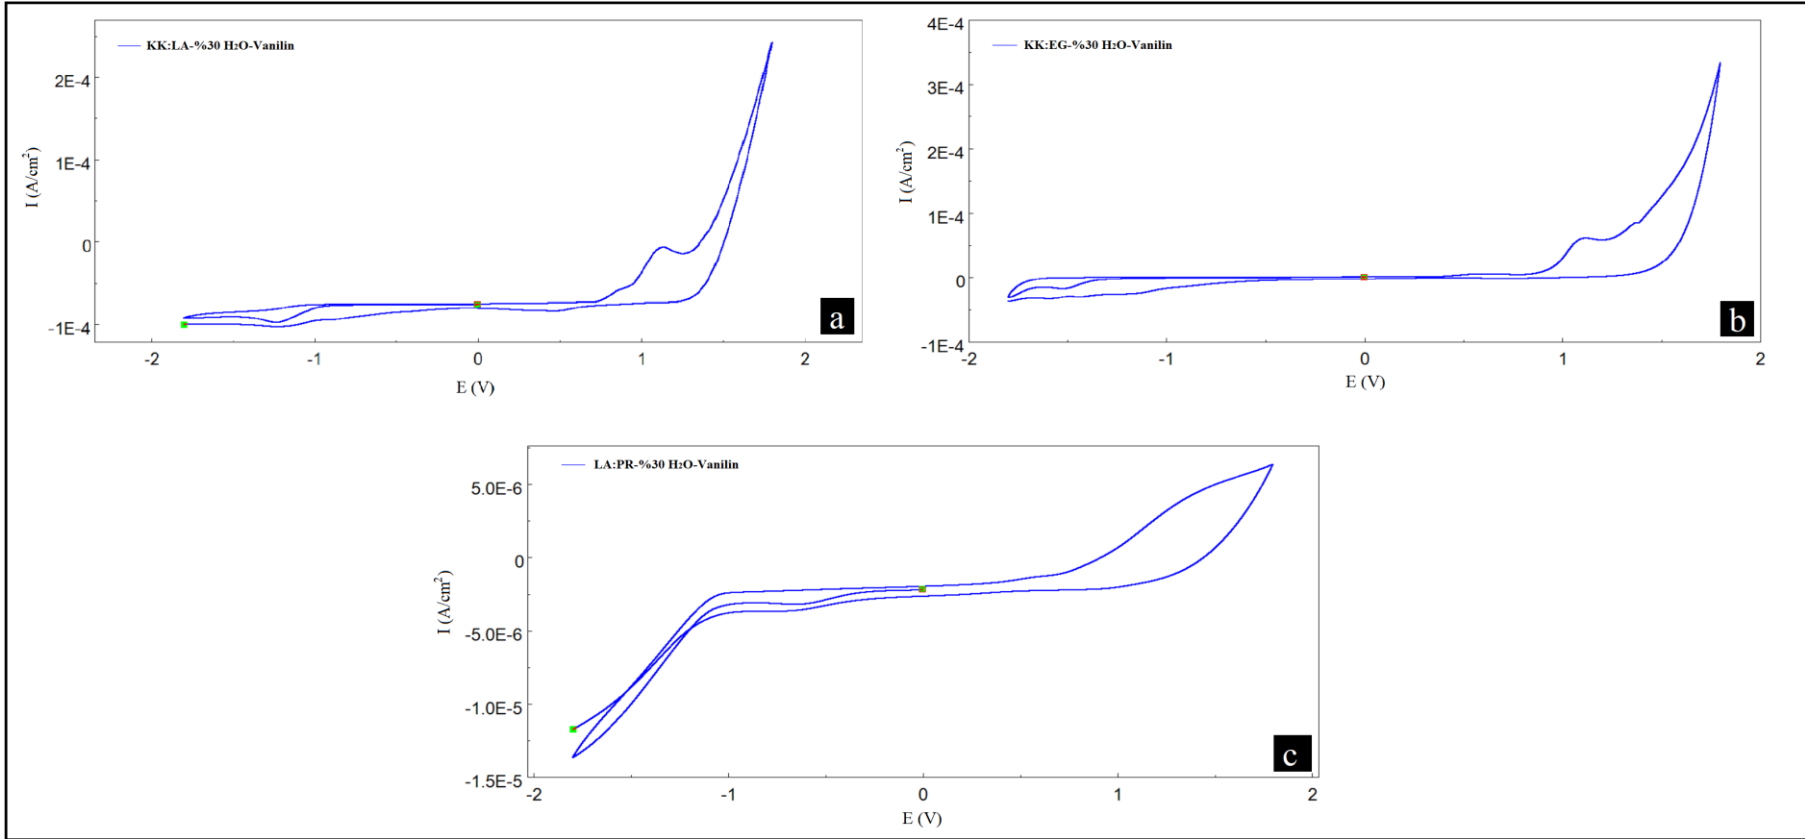 KK:LA-%30 H₂O-Vanilin
2E-4
1E-4
0
-1E-4
I (A/cm²)
-2
-1
0
1
2
E (V)
a
KK:EG-%30 H₂O-Vanilin
4E-4
3E-4
2E-4
1E-4
0
-1E-4
I (A/cm²)
-2
-1
0
1
2
E (V)
b
LA:PR-%30 H₂O-Vanilin
5.0E-6
0
-5.0E-6
-1.0E-5
-1.5E-5
I (A/cm²)
-2
-1
0
1
2
E (V)
c